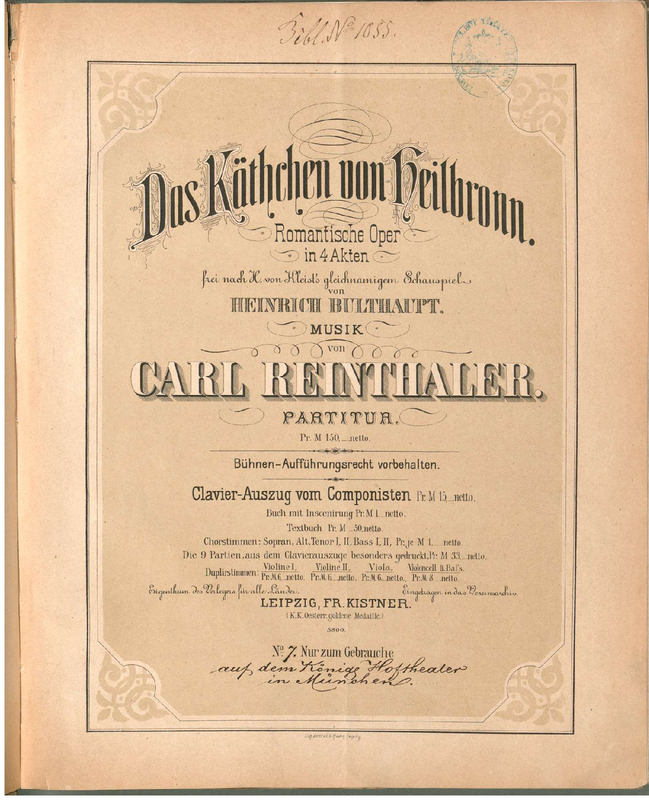 Bibl. No 1855.
Das Käthchen von Heilbronn.
Romantische Oper
in 4 Akten
frei nach H. von Kleist's gleichnamigem Schauspiel
von
HEINRICH BULTHAUPT.
MUSIK
von
CARL REINTHALER.
PARTITUR.
Pr. M 150,_netto.
Bühnen-Aufführungsrecht vorbehalten.
Clavier-Auszug vom Componisten Pr. M 15_netto.
Buch mit Inscenirung Pr. M 1_netto.
Textbuch Pr. M _50 netto.
Chorstimmen: Sopran, Alt, Tenor I, II, Bass I, II, Pr. je M 1_netto.
Die 9 Partien aus dem Clavierauszuge besonders gedruckt, Pr. M 33_netto.
Duplirstimmen: Violine I, Violine II, Viola, Violoncell u. Bass.
Pr. M 6_netto. Pr. M 6_netto. Pr. M 6_netto. Pr. M 8_netto.
Eigenthum des Verlegers für alle Länder. Eingetragen in das Vereinsarchiv.
LEIPZIG, FR. KISTNER.
(K.K. Oesterr. goldene Medaille.)
5800.
No 7. Nur zum Gebrauche
auf dem Königl Hoftheater
in München.